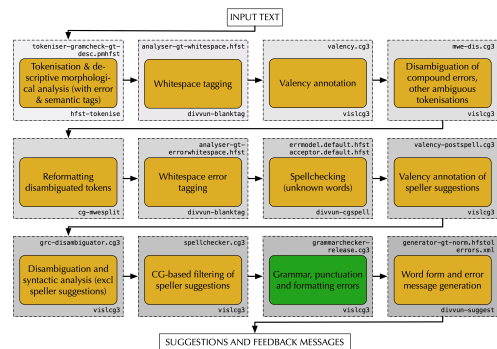 INPUT TEXT
tokeniser-gramcheck-gt-
desc.pmhfst
Tokenisation & de-
scriptive morpholog-
ical analysis (with error
& semantic tags)
hfst-tokenise
analyser-gt-whitespace.hfst
Whitespace tagging
divvun-blanktag
valency.cg3
Valency annotation
vislcg3
mwe-dis.cg3
Disambiguation of
compound errors,
other ambiguous
tokenisations
vislcg3
Reformatting
disambiguated tokens
cg-mwesplit
analyser-gt-
errorwhitespace.hfst
Whitespace error
tagging
divvun-blanktag
errmodel.default.hfst
acceptor.default.hfst
Spellchecking
(unknown words)
divvun-cgspell
valency-postspell.cg3
Valency annotation
of speller suggestions
vislcg3
grc-disambiguator.cg3
Disambiguation and
syntactic analysis (excl
speller suggestions)
vislcg3
spellchecker.cg3
CG-based filtering of
speller suggestions
vislcg3
grammarchecker-
release.cg3
Grammar, punctuation
and formatting errors
vislcg3
generator-gt-norm.hfstol
errors.xml
Word form and error
message generation
divvun-suggest
SUGGESTIONS AND FEEDBACK MESSAGES